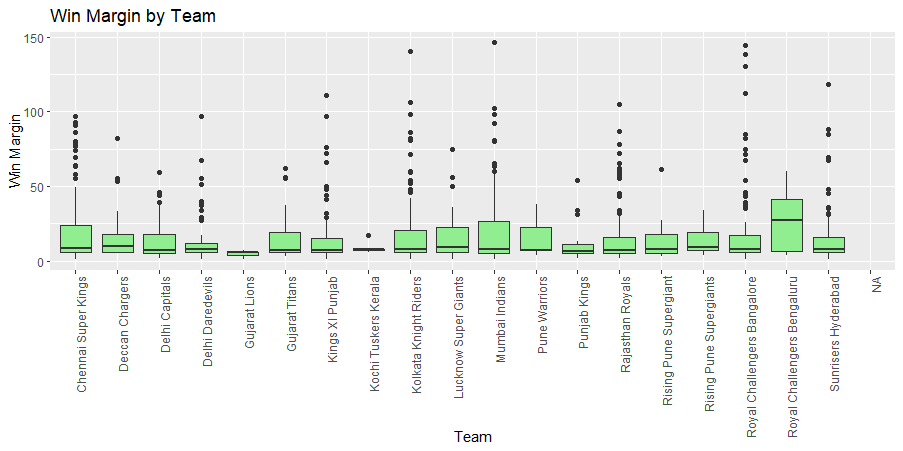 Win Margin by Team
Win Margin
150
100
50
0
Chennai Super Kings
Deccan Chargers
Delhi Capitals
Delhi Daredevils
Gujarat Lions
Gujarat Titans
Kings XI Punjab
Kochi Tuskers Kerala
Kolkata Knight Riders
Lucknow Super Giants
Mumbai Indians
Pune Warriors
Punjab Kings
Rajasthan Royals
Rising Pune Supergiant
Rising Pune Supergiants
Royal Challengers Bangalore
Royal Challengers Bengaluru
Sunrisers Hyderabad
NA
Team